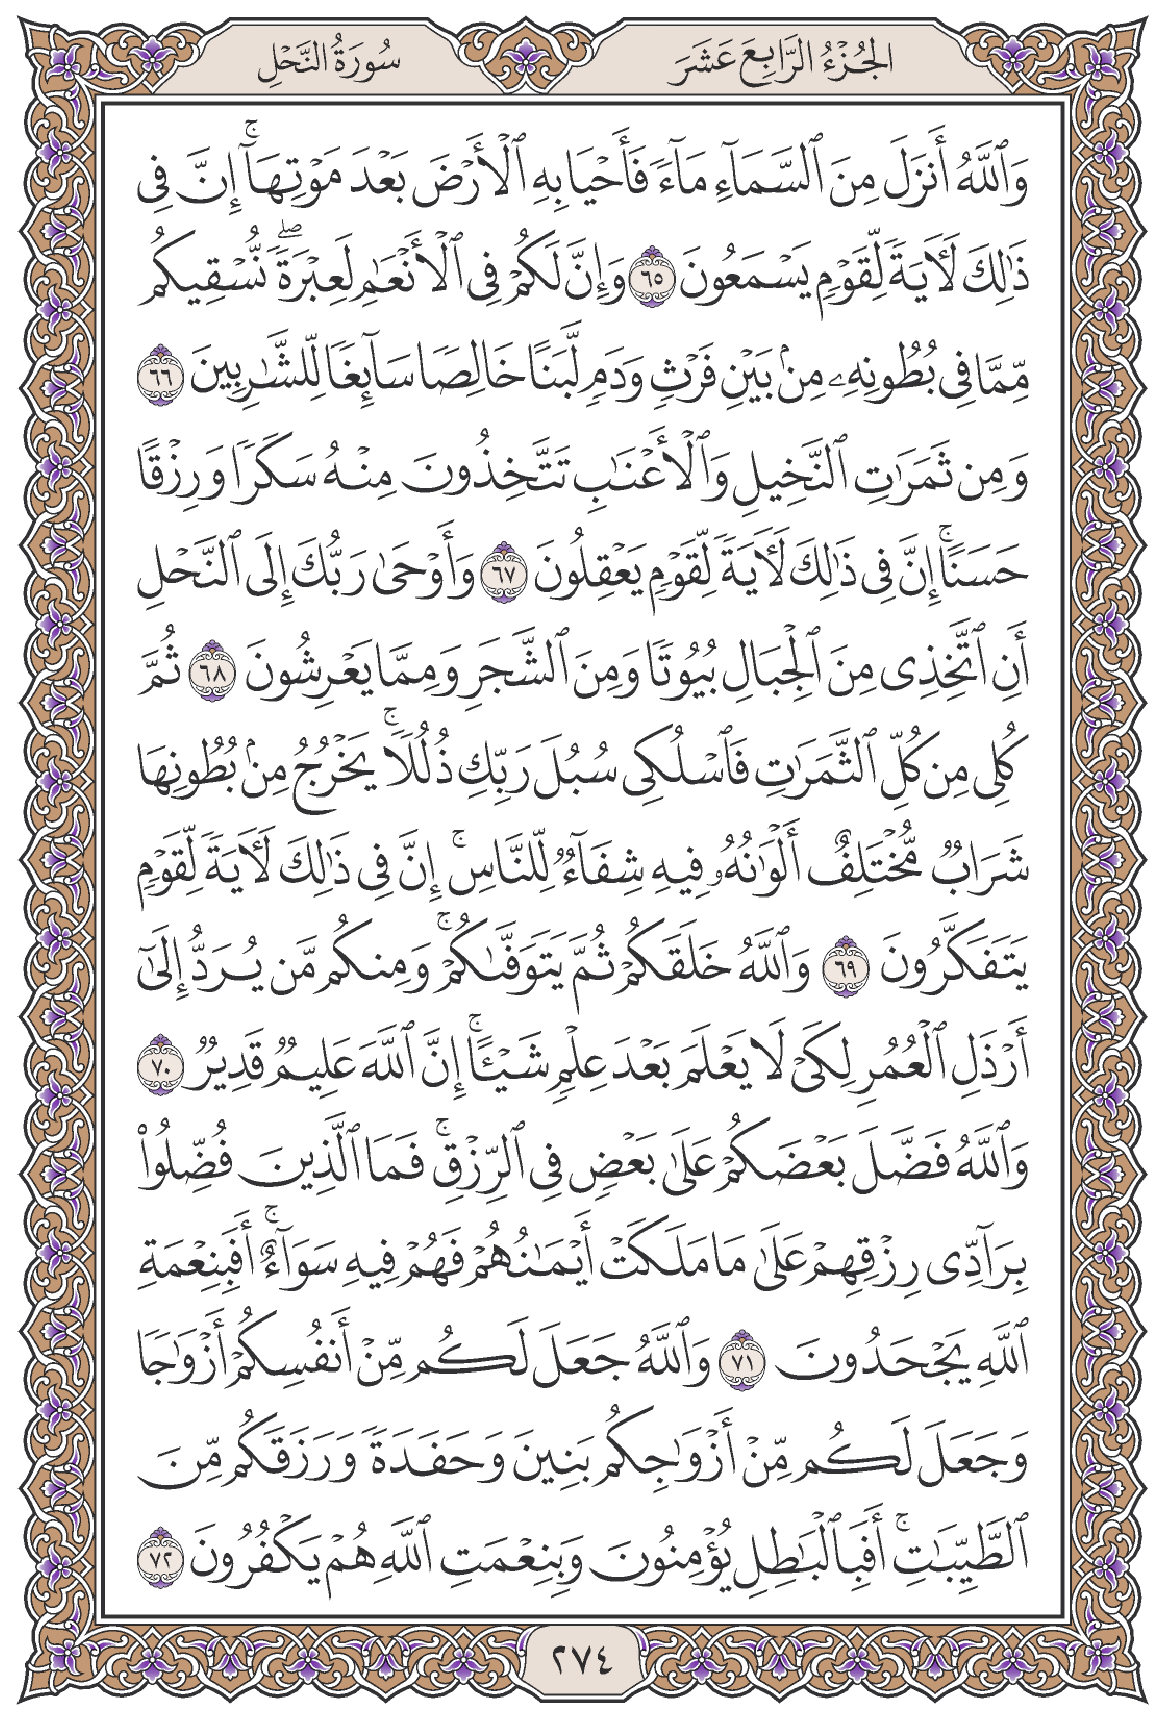 الجُزْءُ الرَّابِعَ عَشَرَ
سُورَةُ النَّحْلِ
وَٱللَّهُ أَنزَلَ مِنَ ٱلسَّمَآءِ مَآءً فَأَحْيَا بِهِ ٱلْأَرْضَ بَعْدَ مَوْتِهَآۚ إِنَّ فِى
ذَٰلِكَ لَـَٔايَةً لِّقَوْمٍ يَسْمَعُونَ ٦٥ وَإِنَّ لَكُمْ فِى ٱلْأَنْعَٰمِ لَعِبْرَةًۖ نُّسْقِيكُم
مِّمَّا فِى بُطُونِهِۦ مِنۢ بَيْنِ فَرْثٍ وَدَمٍ لَّبَنًا خَالِصًا سَآئِغًا لِّلشَّٰرِبِينَ ٦٦
وَمِن ثَمَرَٰتِ ٱلنَّخِيلِ وَٱلْأَعْنَٰبِ تَتَّخِذُونَ مِنْهُ سَكَرًا وَرِزْقًا
حَسَنًاۚ إِنَّ فِى ذَٰلِكَ لَـَٔايَةً لِّقَوْمٍ يَعْقِلُونَ ٦٧ وَأَوْحَىٰ رَبُّكَ إِلَى ٱلنَّحْلِ
أَنِ ٱتَّخِذِى مِنَ ٱلْجِبَالِ بُيُوتًا وَمِنَ ٱلشَّجَرِ وَمِمَّا يَعْرِشُونَ ٦٨ ثُمَّ
كُلِى مِن كُلِّ ٱلثَّمَرَٰتِ فَٱسْلُكِى سُبُلَ رَبِّكِ ذُلُلًاۚ يَخْرُجُ مِنۢ بُطُونِهَا
شَرَابٌ مُّخْتَلِفٌ أَلْوَٰنُهُۥ فِيهِ شِفَآءٌ لِّلنَّاسِۚ إِنَّ فِى ذَٰلِكَ لَـَٔايَةً لِّقَوْمٍ
يَتَفَكَّرُونَ ٦٩ وَٱللَّهُ خَلَقَكُمْ ثُمَّ يَتَوَفَّىٰكُمْۚ وَمِنكُم مَّن يُرَدُّ إِلَىٰٓ
أَرْذَلِ ٱلْعُمُرِ لِكَىْ لَا يَعْلَمَ بَعْدَ عِلْمٍ شَيْـًٔاۚ إِنَّ ٱللَّهَ عَلِيمٌ قَدِيرٌ ٧٠
وَٱللَّهُ فَضَّلَ بَعْضَكُمْ عَلَىٰ بَعْضٍ فِى ٱلرِّزْقِۚ فَمَا ٱلَّذِينَ فُضِّلُوا۟
بِرَآدِّى رِزْقِهِمْ عَلَىٰ مَا مَلَكَتْ أَيْمَٰنُهُمْ فَهُمْ فِيهِ سَوَآءٌۚ أَفَبِنِعْمَةِ
ٱللَّهِ يَجْحَدُونَ ٧١ وَٱللَّهُ جَعَلَ لَكُم مِّنْ أَنفُسِكُمْ أَزْوَٰجًا
وَجَعَلَ لَكُم مِّنْ أَزْوَٰجِكُم بَنِينَ وَحَفَدَةً وَرَزَقَكُم مِّنَ
ٱلطَّيِّبَٰتِۚ أَفَبِٱلْبَٰطِلِ يُؤْمِنُونَ وَبِنِعْمَتِ ٱللَّهِ هُمْ يَكْفُرُونَ ٧٢
٢٧٤